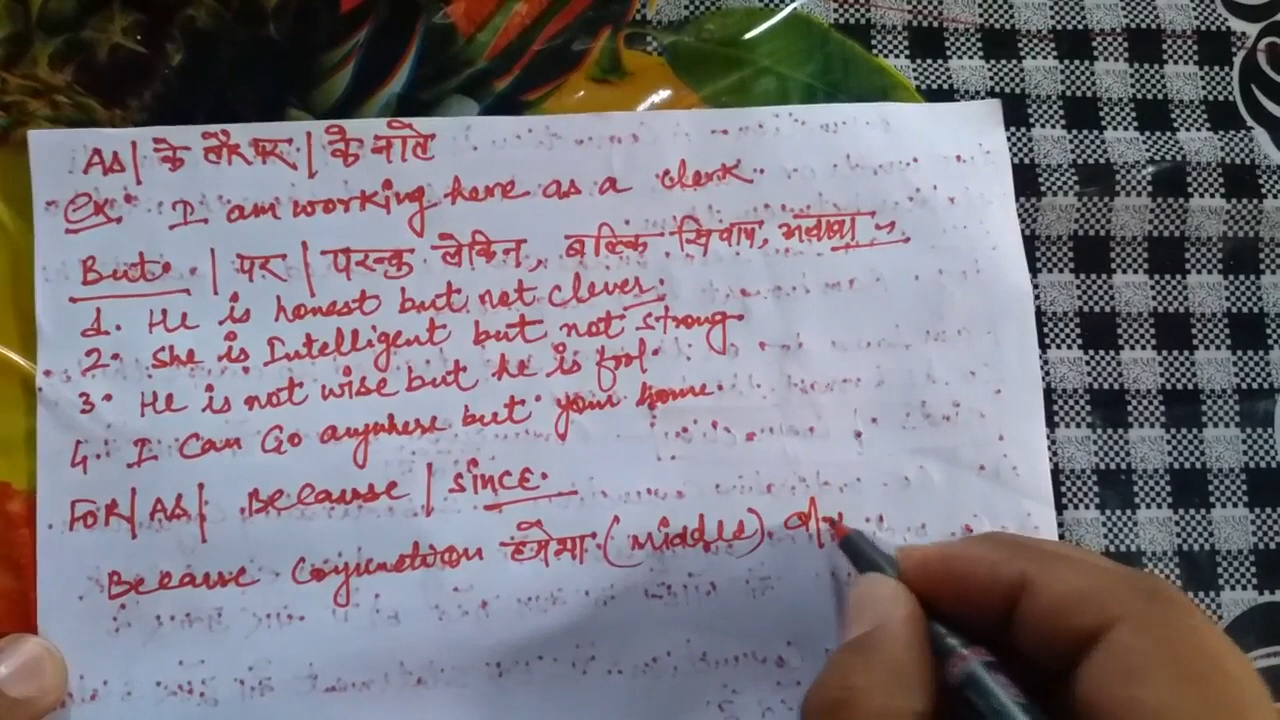 AS| के तौर पर | के नाते
Ex. I am working here as a clerk.
But | पर | परन्तु लेकिन, बल्कि सिवाय, अलावा
1. He is honest but not clever.
2. She is Intelligent but not strong.
3. He is not wise but he is fool.
4. I can Go anywhere but your home.
FOR|AS| Because | since.
Because Conjunction हमेशा (middle)